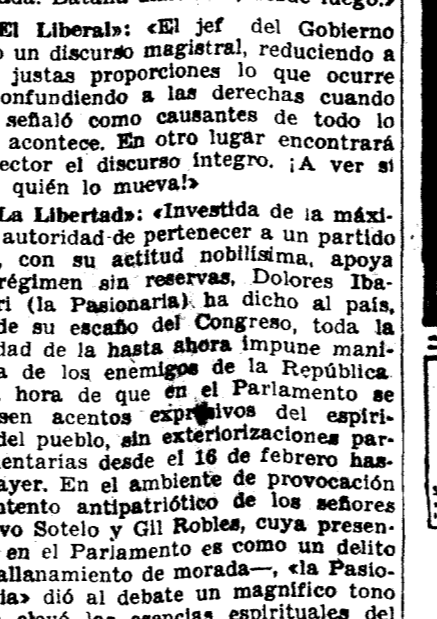 luego.»
El Liberal»: «El jef del Gobierno
un discurso magistral, reduciendo a
justas proporciones lo que ocurre
onfundiendo a las derechas cuando
señaló como causantes de todo lo
acontece. En otro lugar encontrará
ector el discurso íntegro. ¡A ver si
quién lo mueva!»
La Libertad»: «Investida de la máxi-
autoridad de pertenecer a un partido
, con su actitud nobilísima, apoya
régimen sin reservas, Dolores Iba-
ri (la Pasionaria) ha dicho al país,
de su escaño del Congreso, toda la
dad de la hasta ahora impune mani-
a de los enemigos de la República
hora de que en el Parlamento se
sen acentos expresivos del espíri-
del pueblo, sin exteriorizaciones par-
entarias desde el 16 de febrero has-
ayer. En el ambiente de provocación
ntento antipatriótico de los señores
vo Sotelo y Gil Robles, cuya presen-
en el Parlamento es como un delito
allanamiento de morada—, «la Pasio-
ia» dió al debate un magnífico tono
las esencias espirituales del